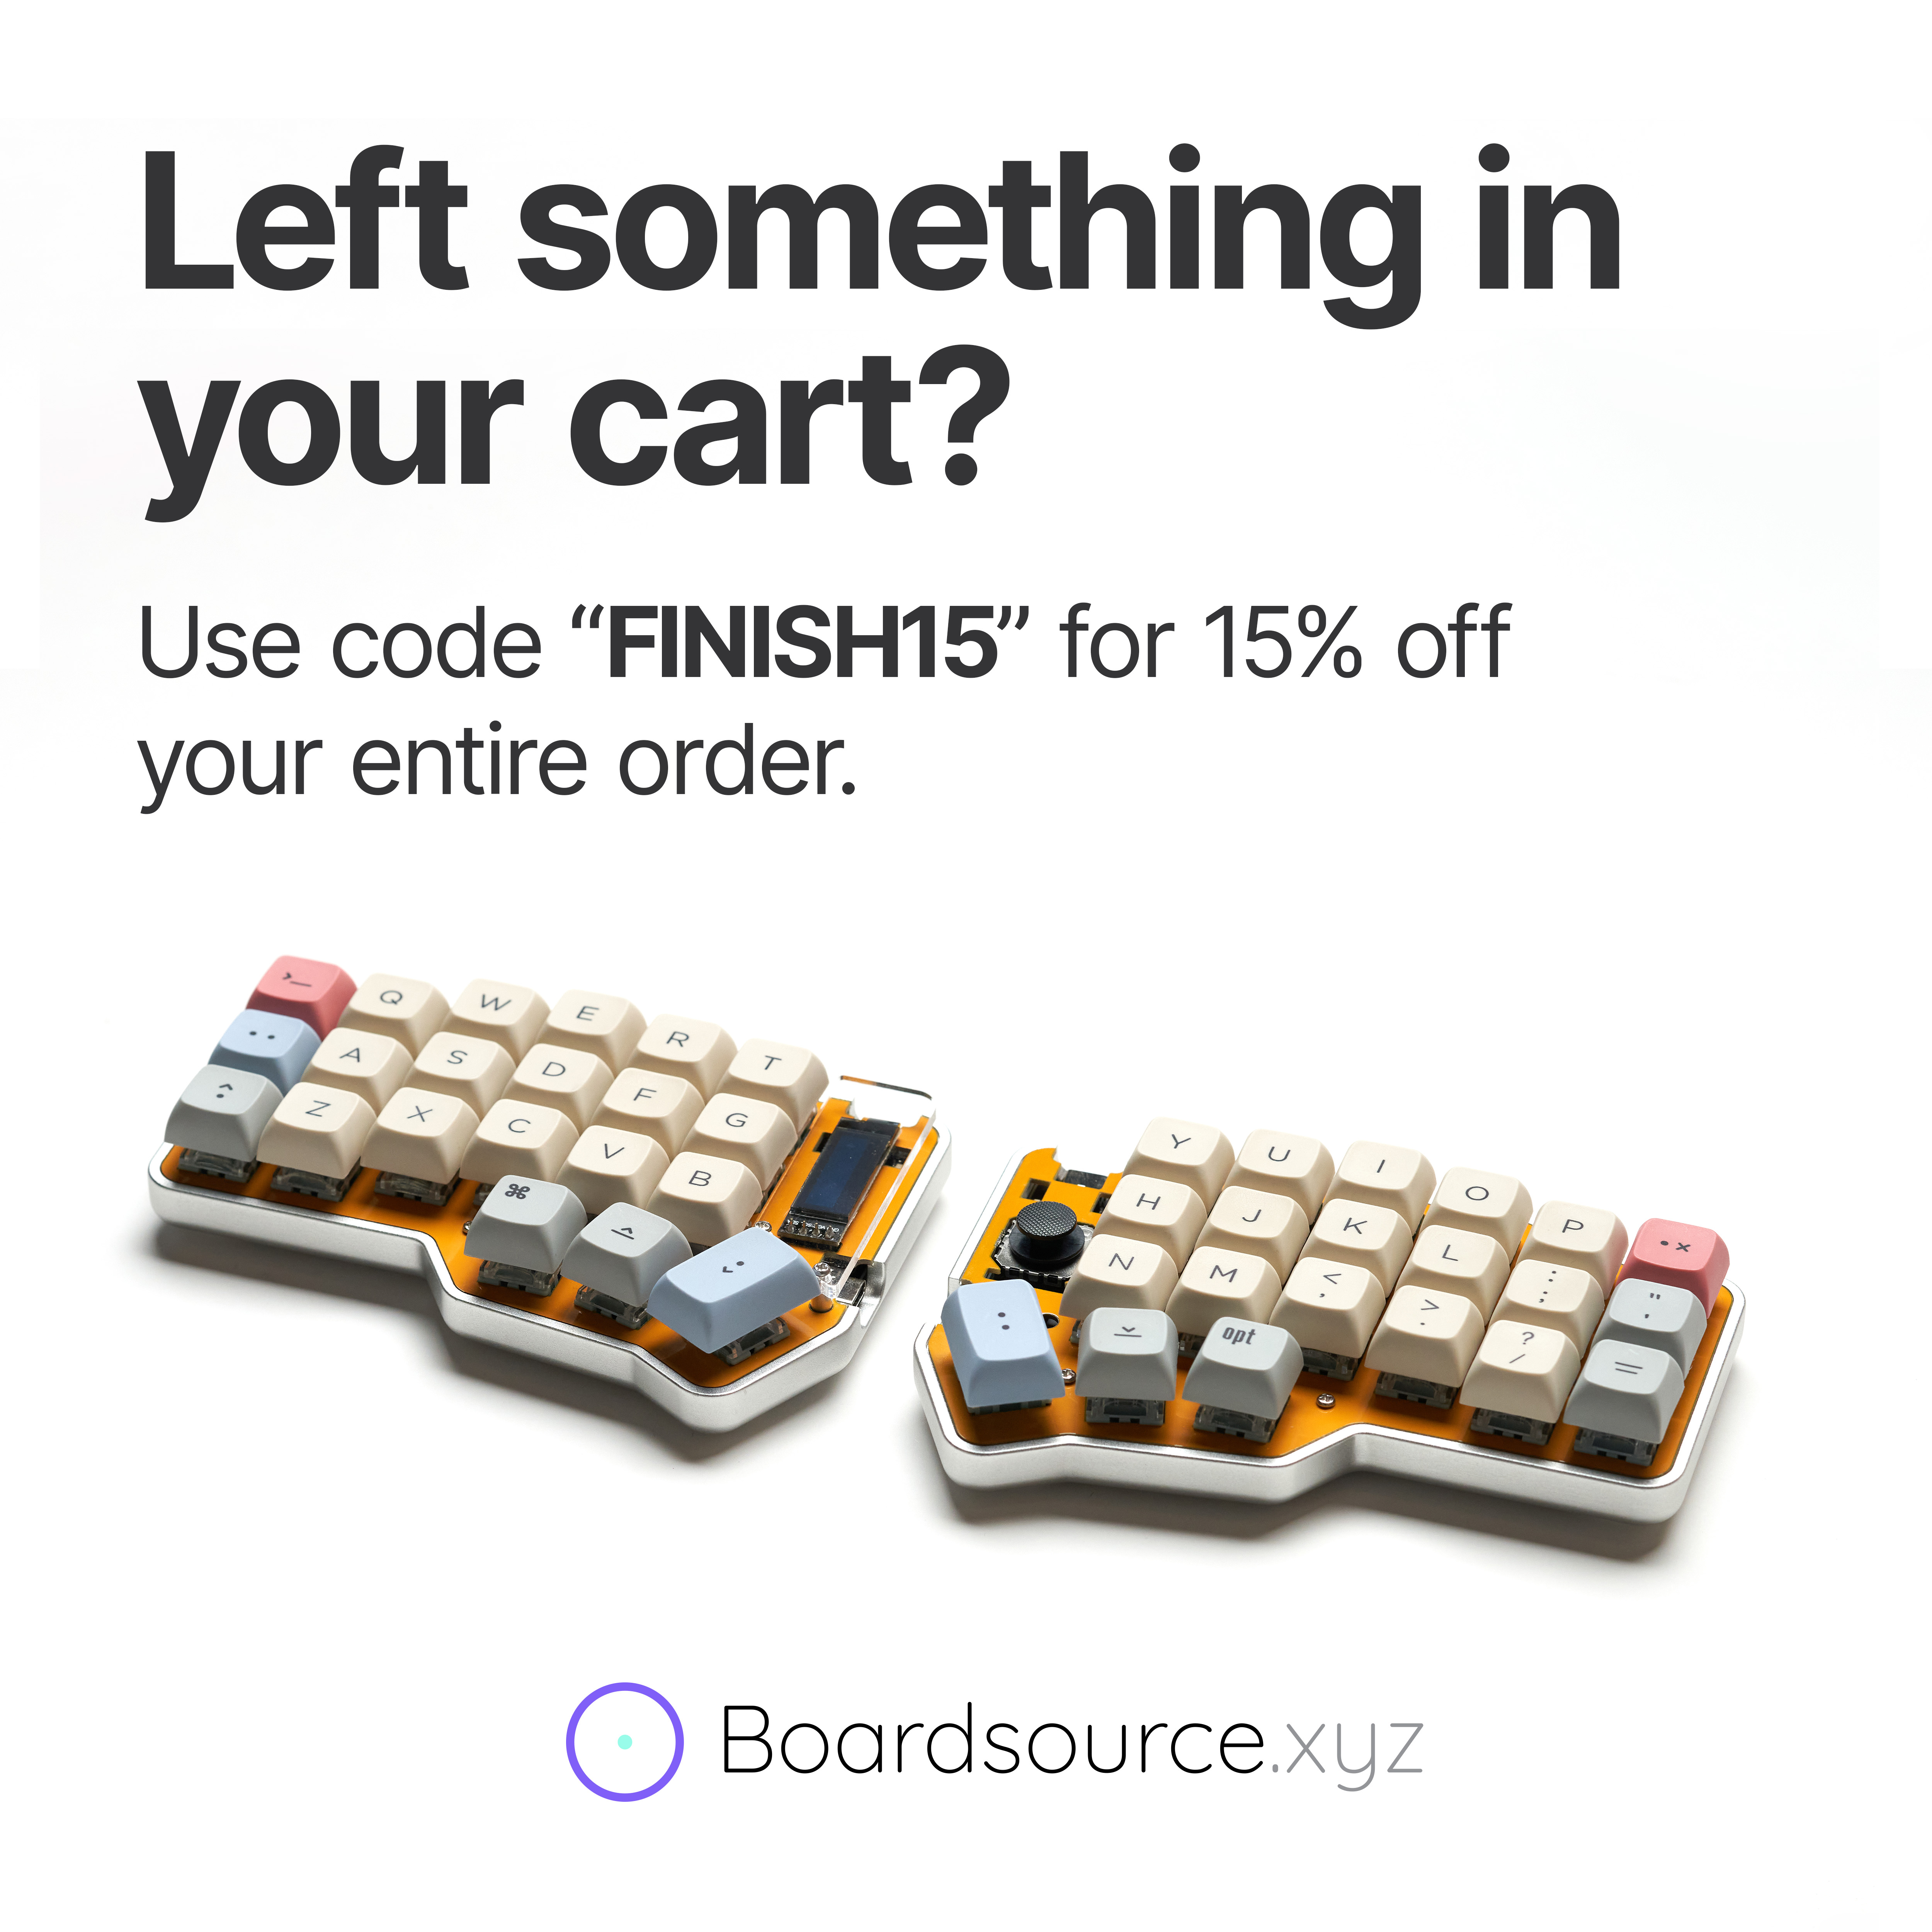 Left something in
your cart?
Use code “FINISH15” for 15% off
your entire order.
>_ Q W E R T
A S D F G
Z X C V B
⌘
Y U I O P
H J K L : ; " '
N M < , > . ? / =
opt
Boardsource.xyz